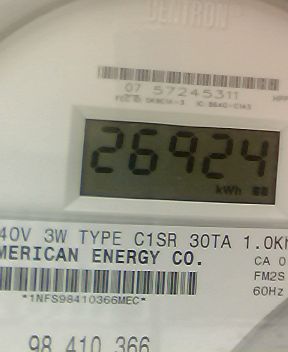 CENTRON
07 57245311
26924
kWh
40V 3W TYPE C1SR 30TA 1.0Kh
MERICAN ENERGY CO.
CA 0
FM2S
60Hz
*1NFS98410366MEC*
98 410 366